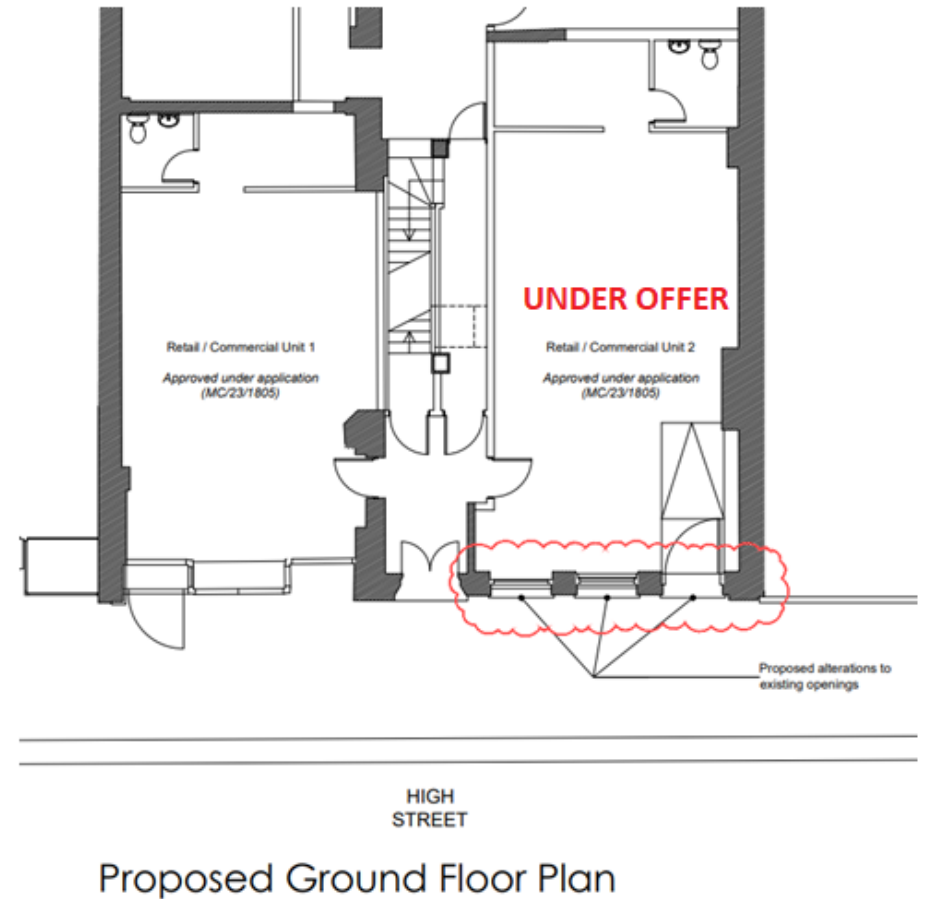 UNDER OFFER
Retail / Commercial Unit 1
Approved under application
(MC/23/1805)
Retail / Commercial Unit 2
Approved under application
(MC/23/1805)
Proposed alterations to
existing openings
HIGH
STREET
Proposed Ground Floor Plan